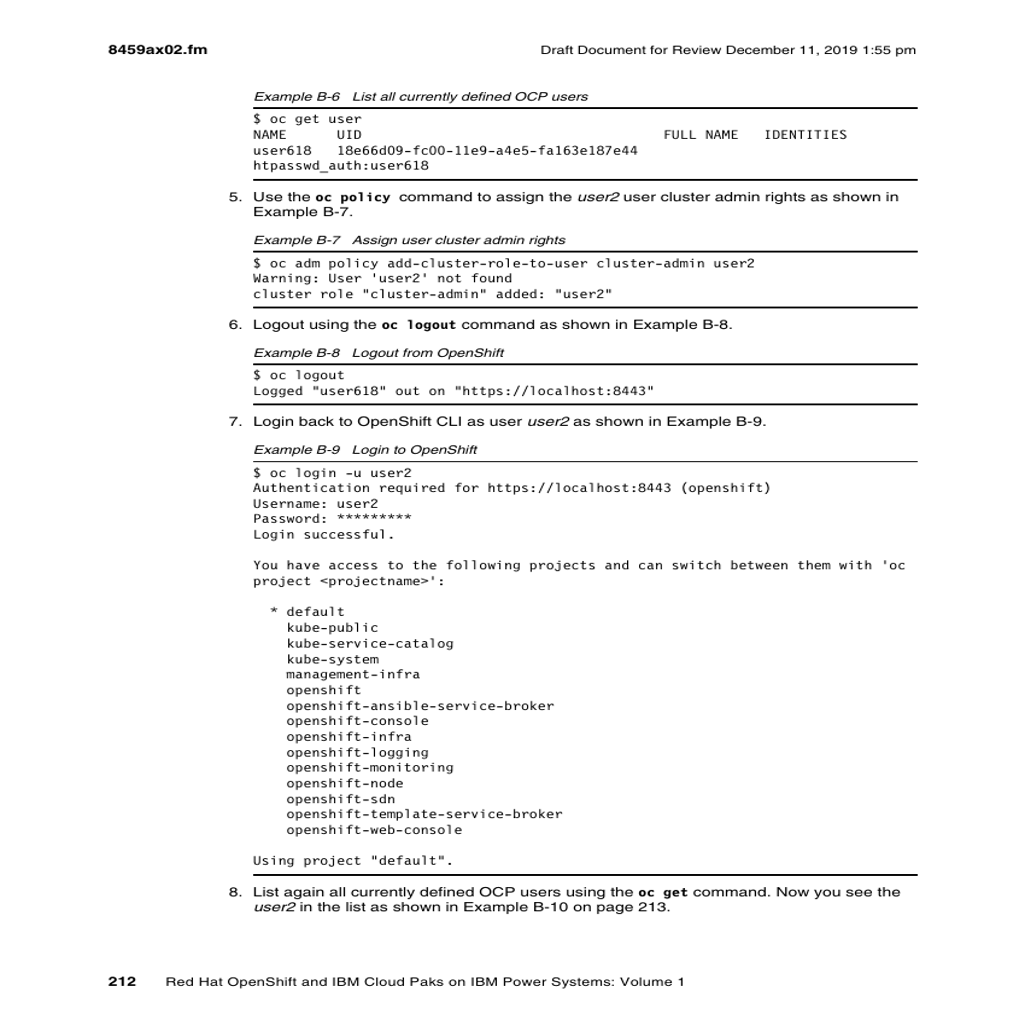 8459ax02.fm Draft Document for Review December 11, 2019 1:55 pm
Example B-6 List all currently defined OCP users
$ oc get user
NAME UID FULL NAME IDENTITIES
user618 18e66d09-fc00-11e9-a4e5-fa163e187e44
htpasswd_auth:user618
5. Use the oc policy command to assign the user2 user cluster admin rights as shown in
Example B-7.
Example B-7 Assign user cluster admin rights
$ oc adm policy add-cluster-role-to-user cluster-admin user2
Warning: User 'user2' not found
cluster role "cluster-admin" added: "user2"
6. Logout using the oc logout command as shown in Example B-8.
Example B-8 Logout from OpenShift
$ oc logout
Logged "user618" out on "https://localhost:8443"
7. Login back to OpenShift CLI as user user2 as shown in Example B-9.
Example B-9 Login to OpenShift
$ oc login -u user2
Authentication required for https://localhost:8443 (openshift)
Username: user2
Password: *********
Login successful.
You have access to the following projects and can switch between them with 'oc
project <projectname>':
* default
kube-public
kube-service-catalog
kube-system
management-infra
openshift
openshift-ansible-service-broker
openshift-console
openshift-infra
openshift-logging
openshift-monitoring
openshift-node
openshift-sdn
openshift-template-service-broker
openshift-web-console
Using project "default".
8. List again all currently defined OCP users using the oc get command. Now you see the
user2 in the list as shown in Example B-10 on page 213.
212 Red Hat OpenShift and IBM Cloud Paks on IBM Power Systems: Volume 1